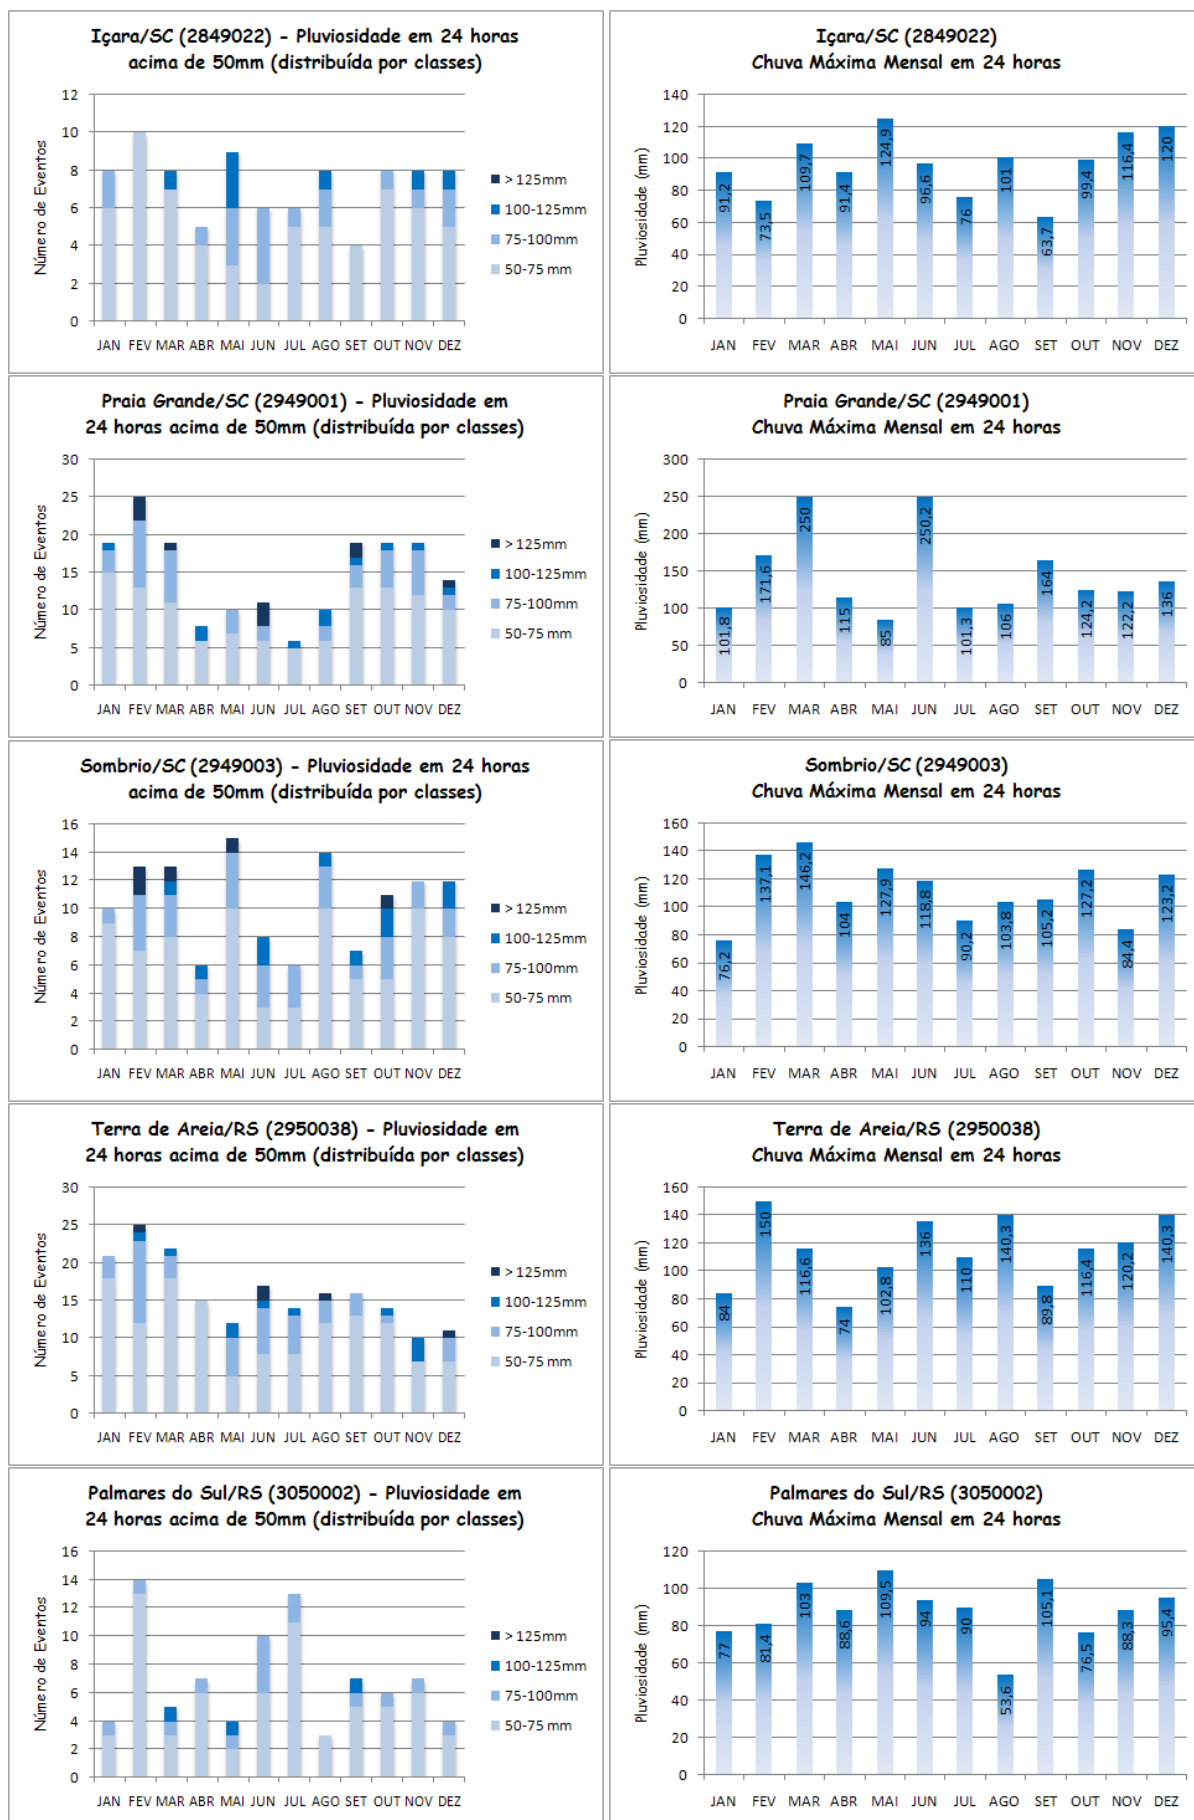 Içara/SC (2849022) - Pluviosidade em 24 horas
acima de 50mm (distribuída por classes)
Número de Eventos
12
10
8
6
4
2
0
JAN FEV MAR ABR MAI JUN JUL AGO SET OUT NOV DEZ
> 125mm
100-125mm
75-100mm
50-75 mm
Içara/SC (2849022)
Chuva Máxima Mensal em 24 horas
Pluviosidade (mm)
140
120
100
80
60
40
20
0
91,2 73,5 109,7 91,4 124,9 96,6 76 101 63,7 99,4 116,4 120
JAN FEV MAR ABR MAI JUN JUL AGO SET OUT NOV DEZ
Praia Grande/SC (2949001) - Pluviosidade em
24 horas acima de 50mm (distribuída por classes)
Número de Eventos
30
25
20
15
10
5
0
JAN FEV MAR ABR MAI JUN JUL AGO SET OUT NOV DEZ
> 125mm
100-125mm
75-100mm
50-75 mm
Praia Grande/SC (2949001)
Chuva Máxima Mensal em 24 horas
Pluviosidade (mm)
300
250
200
150
100
50
0
101,8 171,6 250 115 85 250,2 101,3 106 164 124,2 122,2 136
JAN FEV MAR ABR MAI JUN JUL AGO SET OUT NOV DEZ
Sombrio/SC (2949003) - Pluviosidade em 24 horas
acima de 50mm (distribuída por classes)
Número de Eventos
16
14
12
10
8
6
4
2
0
JAN FEV MAR ABR MAI JUN JUL AGO SET OUT NOV DEZ
> 125mm
100-125mm
75-100mm
50-75 mm
Sombrio/SC (2949003)
Chuva Máxima Mensal em 24 horas
Pluviosidade (mm)
160
140
120
100
80
60
40
20
0
76,2 137,1 146,2 104 127,9 118,8 90,2 103,8 105,2 127,2 84,4 123,2
JAN FEV MAR ABR MAI JUN JUL AGO SET OUT NOV DEZ
Terra de Areia/RS (2950038) - Pluviosidade em
24 horas acima de 50mm (distribuída por classes)
Número de Eventos
30
25
20
15
10
5
0
JAN FEV MAR ABR MAI JUN JUL AGO SET OUT NOV DEZ
> 125mm
100-125mm
75-100mm
50-75 mm
Terra de Areia/RS (2950038)
Chuva Máxima Mensal em 24 horas
Pluviosidade (mm)
160
140
120
100
80
60
40
20
0
84 150 116,6 74 102,8 136 110 140,3 89,8 116,4 120,2 140,3
JAN FEV MAR ABR MAI JUN JUL AGO SET OUT NOV DEZ
Palmares do Sul/RS (3050002) - Pluviosidade em
24 horas acima de 50mm (distribuída por classes)
Número de Eventos
16
14
12
10
8
6
4
2
0
JAN FEV MAR ABR MAI JUN JUL AGO SET OUT NOV DEZ
> 125mm
100-125mm
75-100mm
50-75 mm
Palmares do Sul/RS (3050002)
Chuva Máxima Mensal em 24 horas
Pluviosidade (mm)
120
100
80
60
40
20
0
77 81,4 103 88,6 109,5 94 90 53,6 105,1 76,5 88,3 95,4
JAN FEV MAR ABR MAI JUN JUL AGO SET OUT NOV DEZ